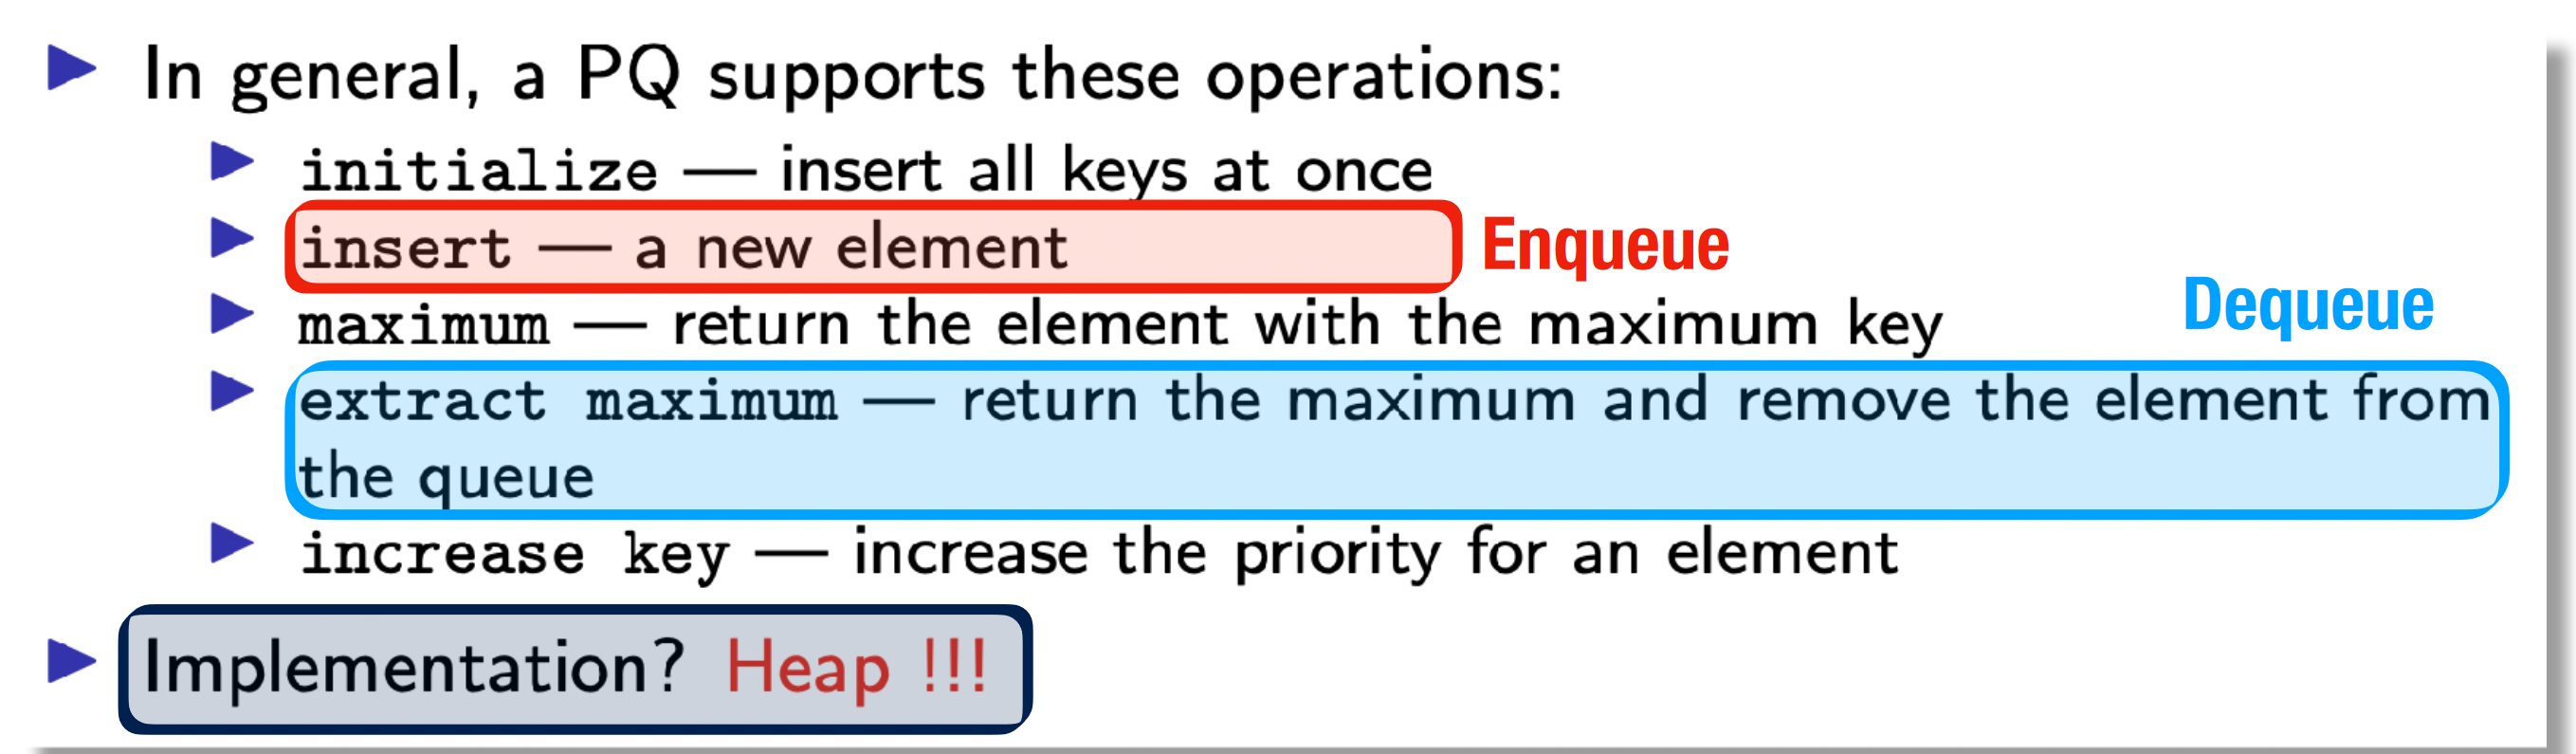 In general, a PQ supports these operations:
initialize — insert all keys at once
insert — a new element Enqueue
maximum — return the element with the maximum key Dequeue
extract maximum — return the maximum and remove the element from
the queue
increase key — increase the priority for an element
Implementation? Heap !!!